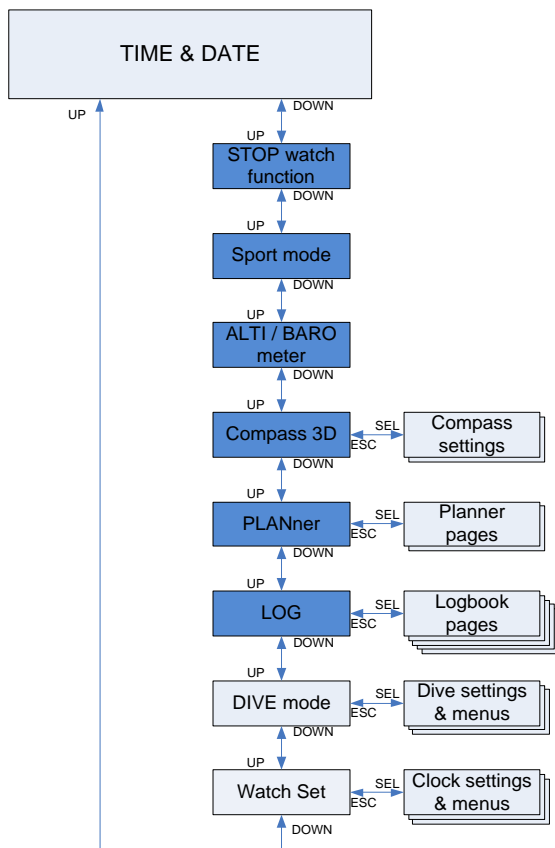 TIME & DATE
UP
DOWN
UP
STOP watch
function
DOWN
UP
Sport mode
DOWN
UP
ALTI / BARO
meter
DOWN
UP
Compass 3D
SEL
ESC
Compass
settings
DOWN
UP
PLANner
SEL
ESC
Planner
pages
DOWN
UP
LOG
SEL
ESC
Logbook
pages
DOWN
UP
DIVE mode
SEL
ESC
Dive settings
& menus
DOWN
UP
Watch Set
SEL
ESC
Clock settings
& menus
DOWN